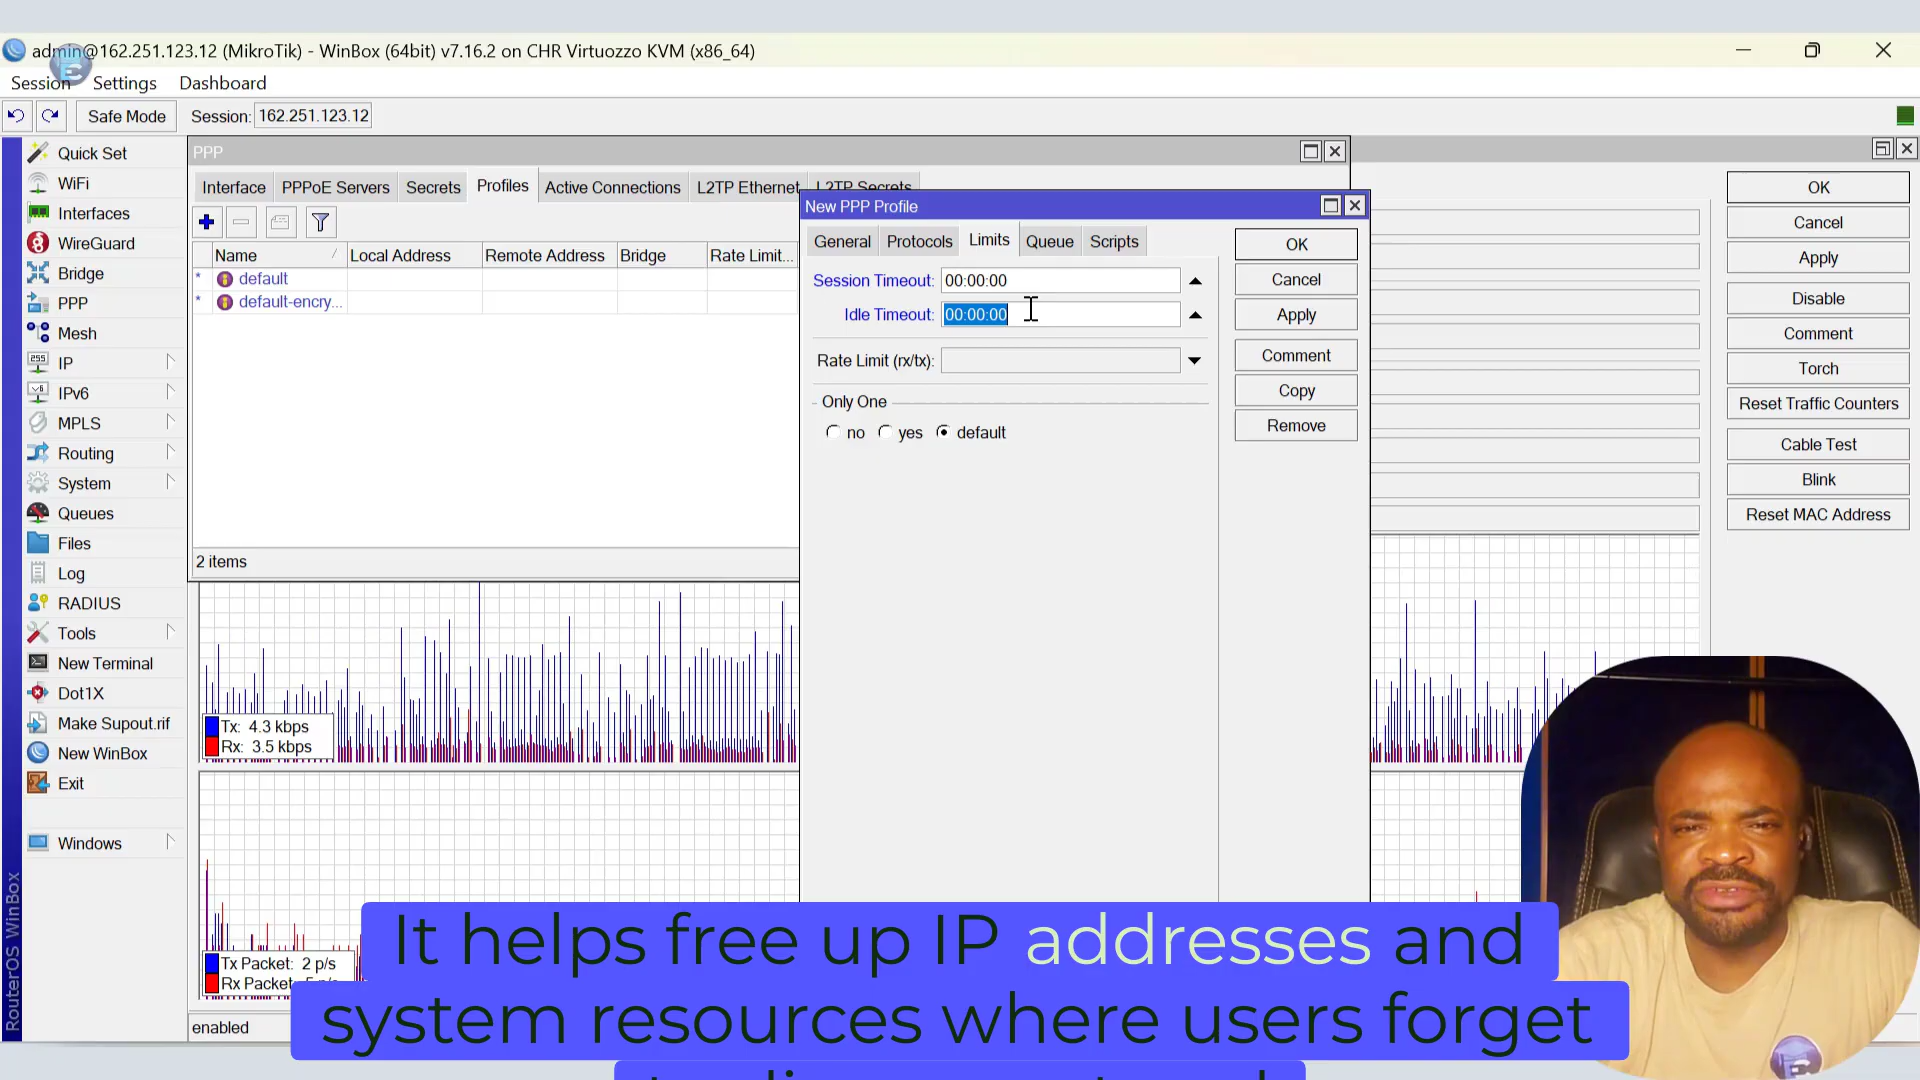 admin@162.251.123.12 (MikroTik) - WinBox (64bit) v7.16.2 on CHR Virtuozzo KVM (x86_64)
Session Settings Dashboard
Safe Mode Session: 162.251.123.12
Quick Set
WiFi
Interfaces
WireGuard
Bridge
PPP
Mesh
IP
IPv6
MPLS
Routing
System
Queues
Files
Log
RADIUS
Tools
New Terminal
Dot1X
Make Supout.rif
New WinBox
Exit
Windows
RouterOS WinBox
PPP
Interface PPPoE Servers Secrets Profiles Active Connections L2TP Ethernet L2TP Secrets
Name Local Address Remote Address Bridge Rate Limit...
* default
* default-encry...
2 items
Tx: 4.3 kbps
Rx: 3.5 kbps
Tx Packet: 2 p/s
Rx Packet:
enabled
New PPP Profile
General Protocols Limits Queue Scripts
Session Timeout: 00:00:00
Idle Timeout: 00:00:00
Rate Limit (rx/tx):
Only One
no yes default
OK
Cancel
Apply
Comment
Copy
Remove
OK
Cancel
Apply
Disable
Comment
Torch
Reset Traffic Counters
Cable Test
Blink
Reset MAC Address
It helps free up IP addresses and
system resources where users forget